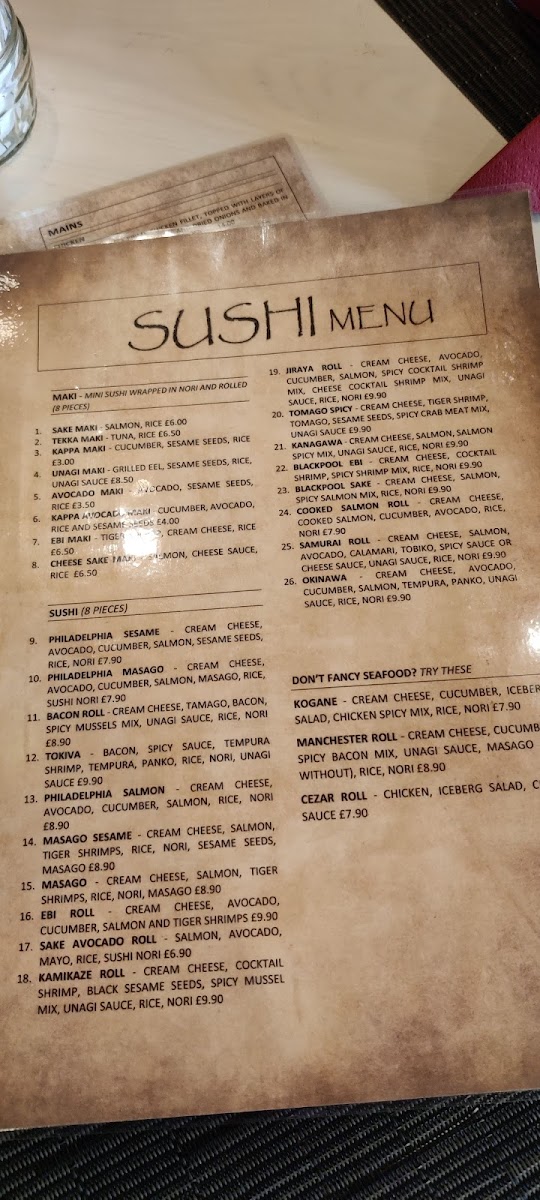 MAINS
CHICKEN FILLET, TOPPED WITH LAYERS OF
DRIED ONIONS AND BAKED IN
SUSHI MENU
MAKI - MINI SUSHI WRAPPED IN NORI AND ROLLED
(8 PIECES)
1. SAKE MAKI - SALMON, RICE £6.00
2. TEKKA MAKI - TUNA, RICE £6.50
3. KAPPA MAKI - CUCUMBER, SESAME SEEDS, RICE
£3.00
4. UNAGI MAKI - GRILLED EEL, SESAME SEEDS, RICE,
UNAGI SAUCE £8.50
5. AVOCADO MAKI - AVOCADO, SESAME SEEDS,
RICE £3.50
6. KAPPA AVOCADO MAKI - CUCUMBER, AVOCADO,
RICE AND SESAME SEEDS £4.00
7. EBI MAKI - CREAM CHEESE, RICE
£6.50
8. CHEESE SAKE MAKI - SALMON, CHEESE SAUCE,
RICE £6.50
SUSHI (8 PIECES)
9. PHILADELPHIA SESAME - CREAM CHEESE,
AVOCADO, CUCUMBER, SALMON, SESAME SEEDS,
RICE, NORI £7.90
10. PHILADELPHIA MASAGO - CREAM CHEESE,
AVOCADO, CUCUMBER, SALMON, MASAGO, RICE,
SUSHI NORI £7.90
11. BACON ROLL - CREAM CHEESE, TAMAGO, BACON,
SPICY MUSSELS MIX, UNAGI SAUCE, RICE, NORI
£8.90
12. TOKIVA - BACON, SPICY SAUCE, TEMPURA
SHRIMP, TEMPURA, PANKO, RICE, NORI, UNAGI
SAUCE £9.90
13. PHILADELPHIA SALMON - CREAM CHEESE,
AVOCADO, CUCUMBER, SALMON, RICE, NORI
£8.90
14. MASAGO SESAME - CREAM CHEESE, SALMON,
TIGER SHRIMPS, RICE, NORI, SESAME SEEDS,
MASAGO £8.90
15. MASAGO - CREAM CHEESE, SALMON, TIGER
SHRIMPS, RICE, NORI, MASAGO £8.90
16. EBI ROLL - CREAM CHEESE, AVOCADO,
CUCUMBER, SALMON AND TIGER SHRIMPS £9.90
17. SAKE AVOCADO ROLL - SALMON, AVOCADO,
MAYO, RICE, SUSHI NORI £6.90
18. KAMIKAZE ROLL - CREAM CHEESE, COCKTAIL
SHRIMP, BLACK SESAME SEEDS, SPICY MUSSEL
MIX, UNAGI SAUCE, RICE, NORI £9.90
19. JIRAYA ROLL - CREAM CHEESE, AVOCADO,
CUCUMBER, SALMON, SPICY COCKTAIL SHRIMP
MIX, CHEESE COCKTAIL SHRIMP MIX, UNAGI
SAUCE, RICE, NORI £9.90
20. TOMAGO SPICY - CREAM CHEESE, TIGER SHRIMP,
TOMAGO, SESAME SEEDS, SPICY CRAB MEAT MIX,
UNAGI SAUCE £9.90
21. KANAGAWA - CREAM CHEESE, SALMON, SALMON
SPICY MIX, UNAGI SAUCE, RICE, NORI £9.90
22. BLACKPOOL EBI - CREAM CHEESE, COCKTAIL
SHRIMP, SPICY SHRIMP MIX, RICE, NORI £9.90
23. BLACKPOOL SAKE - CREAM CHEESE, SALMON,
SPICY SALMON MIX, RICE, NORI £9.90
24. COOKED SALMON ROLL - CREAM CHEESE,
COOKED SALMON, CUCUMBER, AVOCADO, RICE,
NORI £7.90
25. SAMURAI ROLL - CREAM CHEESE, SALMON,
AVOCADO, CALAMARI, TOBIKO, SPICY SAUCE OR
CHEESE SAUCE, UNAGI SAUCE, RICE, NORI £9.90
26. OKINAWA - CREAM CHEESE, AVOCADO,
CUCUMBER, SALMON, TEMPURA, PANKO, UNAGI
SAUCE, RICE, NORI £9.90
DON'T FANCY SEAFOOD? TRY THESE
KOGANE - CREAM CHEESE, CUCUMBER, ICEBER
SALAD, CHICKEN SPICY MIX, RICE, NORI £7.90
MANCHESTER ROLL - CREAM CHEESE, CUCUMB
SPICY BACON MIX, UNAGI SAUCE, MASAGO
WITHOUT), RICE, NORI £8.90
CEZAR ROLL - CHICKEN, ICEBERG SALAD, C
SAUCE £7.90